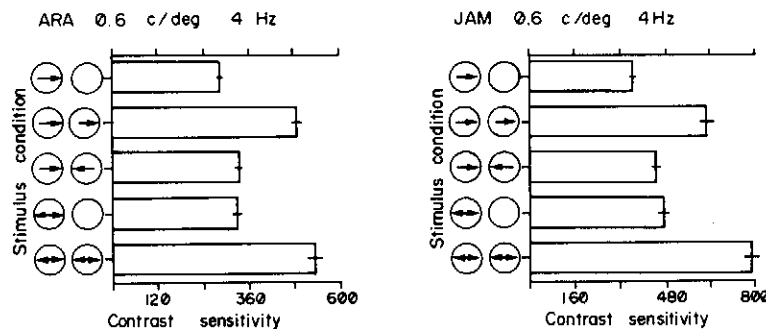 ARA 0.6 c/deg 4 Hz
Stimulus condition
120 360 600
Contrast sensitivity
JAM 0.6 c/deg 4Hz
Stimulus condition
160 480 800
Contrast sensitivity